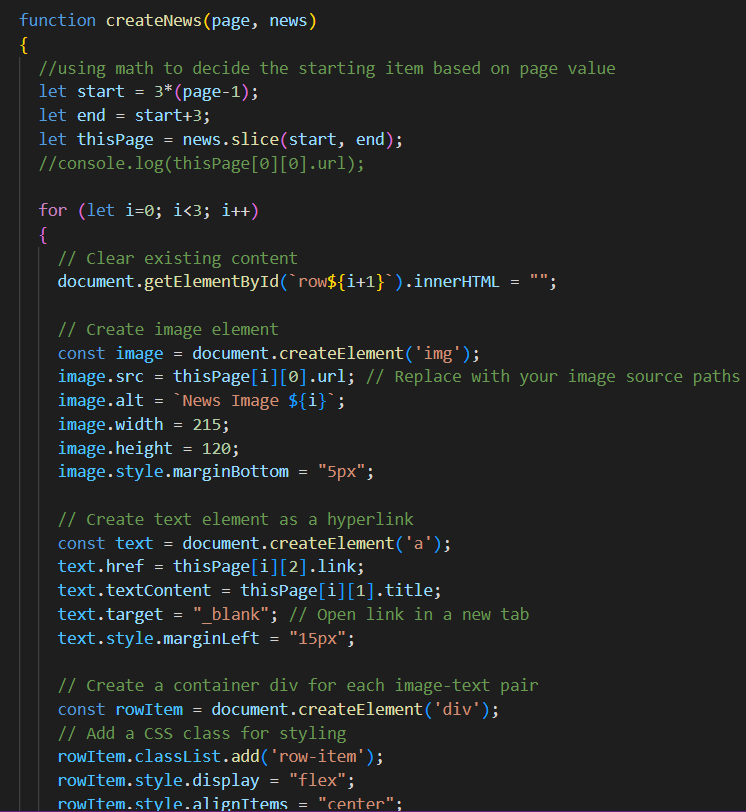 function createNews(page, news)
{
//using math to decide the starting item based on page value
let start = 3*(page-1);
let end = start+3;
let thisPage = news.slice(start, end);
//console.log(thisPage[0][0].url);
for (let i=0; i<3; i++)
{
// Clear existing content
document.getElementById(`row${i+1}`).innerHTML = "";
// Create image element
const image = document.createElement('img');
image.src = thisPage[i][0].url; // Replace with your image source paths
image.alt = `News Image ${i}`;
image.width = 215;
image.height = 120;
image.style.marginBottom = "5px";
// Create text element as a hyperlink
const text = document.createElement('a');
text.href = thisPage[i][2].link;
text.textContent = thisPage[i][1].title;
text.target = "_blank"; // Open link in a new tab
text.style.marginLeft = "15px";
// Create a container div for each image-text pair
const rowItem = document.createElement('div');
// Add a CSS class for styling
rowItem.classList.add('row-item');
rowItem.style.display = "flex";
rowItem.style.alignItems = "center";